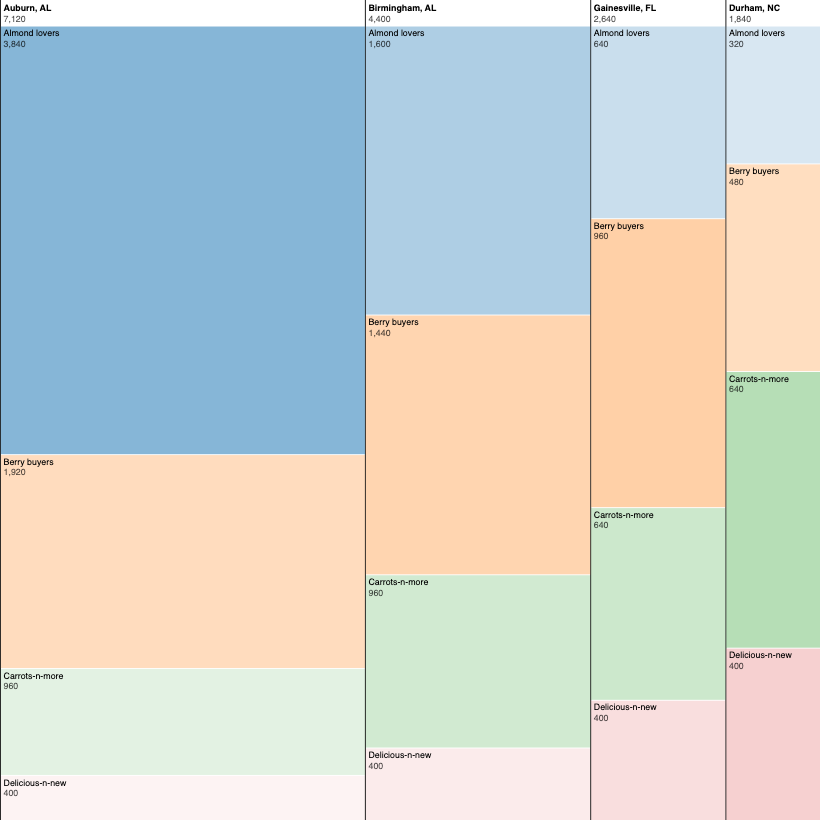 Auburn, AL
7,120
Almond lovers
3,840
Berry buyers
1,920
Carrots-n-more
960
Delicious-n-new
400
Birmingham, AL
4,400
Almond lovers
1,600
Berry buyers
1,440
Carrots-n-more
960
Delicious-n-new
400
Gainesville, FL
2,640
Almond lovers
640
Berry buyers
960
Carrots-n-more
640
Delicious-n-new
400
Durham, NC
1,840
Almond lovers
320
Berry buyers
480
Carrots-n-more
640
Delicious-n-new
400